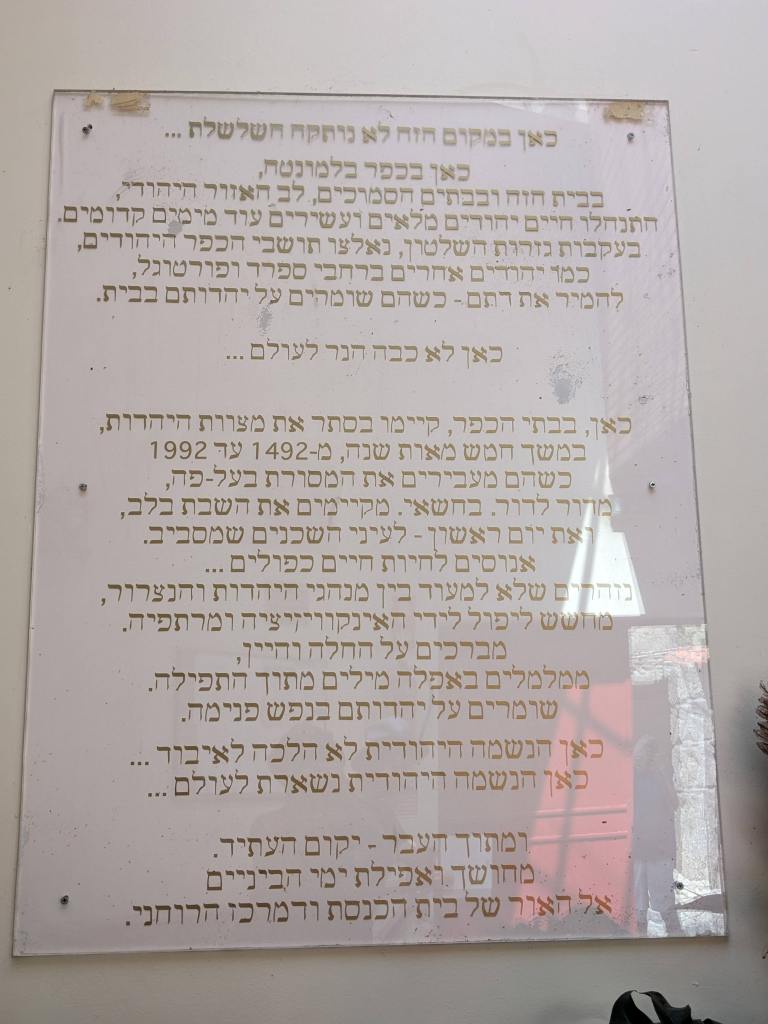 כאן במקום הזה לא נותקה השלשלת ...
כאן בכפר בלמונטה,
בבית הזה ובבתים הסמוכים, לב האזור היהודי,
התנהלו חיים יהודים מלאים ועשירים עוד מימים קדומים.
בעקבות גזרות השלטון, נאלצו תושבי הכפר היהודים,
כמו יהודים אחרים ברחבי ספרד ופורטוגל,
להמיר את דתם - כשהם שומרים על יהדותם בבית.
כאן לא כבה הנר לעולם ...
כאן, בבתי הכפר, קיימו בסתר את מצוות היהדות,
במשך חמש מאות שנה, מ-1492 עד 1992
כשהם מעבירים את המסורת בעל-פה,
מדור לדור. בחשאי. מקיימים את השבת בלב,
ואת יום ראשון - לעיני השכנים שמסביב.
אנוסים לחיות חיים כפולים ...
נזהרים שלא למעוד בין מנהגי היהדות והנצרות,
מחשש ליפול לידי האינקוויזיציה ומרתפיה.
מברכים על החלה והיין,
ממלמלים באפלה מילים מתוך התפילה.
שומרים על יהדותם בנפש פנימה.
כאן הנשמה היהודית לא הלכה לאיבוד ...
כאן הנשמה היהודית נשארת לעולם ...
ומתוך העבר - יקום העתיד.
מחושך ואפילת ימי הביניים
אל האור של בית הכנסת והמרכז הרוחני.